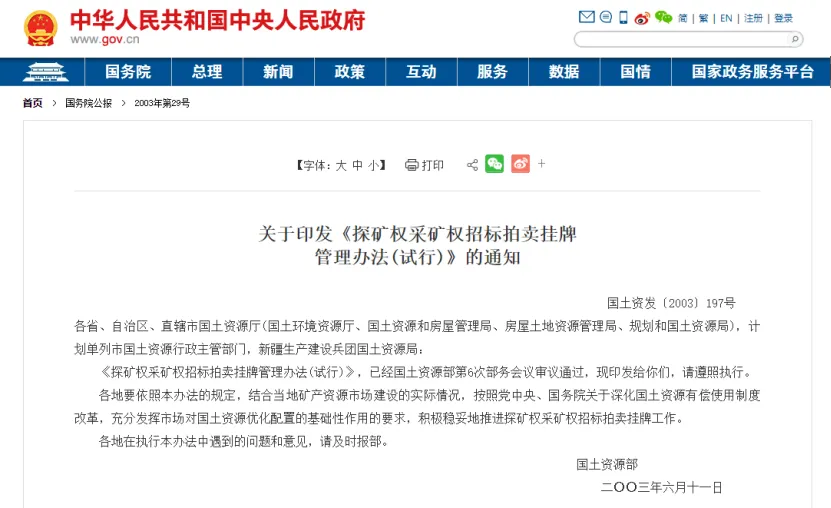 中华人民共和国中央人民政府
www.gov.cn
简 | 繁 | EN | 注册 | 登录
国务院 总理 新闻 政策 互动 服务 数据 国情 国家政务服务平台
首页 > 国务院公报 > 2003年第29号
【字体：大 中 小】 打印 +
关于印发《探矿权采矿权招标拍卖挂牌
管理办法(试行)》的通知
国土资发〔2003〕197号
各省、自治区、直辖市国土资源厅(国土环境资源厅、国土资源和房屋管理局、房屋土地资源管理局、规划和国土资源局)，计
划单列市国土资源行政主管部门，新疆生产建设兵团国土资源局：
《探矿权采矿权招标拍卖挂牌管理办法(试行)》，已经国土资源部第6次部务会议审议通过，现印发给你们，请遵照执行。
各地要依照本办法的规定，结合当地矿产资源市场建设的实际情况，按照党中央、国务院关于深化国土资源有偿使用制度
改革，充分发挥市场对国土资源优化配置的基础性作用的要求，积极稳妥地推进探矿权采矿权招标拍卖挂牌工作。
各地在执行本办法中遇到的问题和意见，请及时报部。
国土资源部
二〇〇三年六月十一日